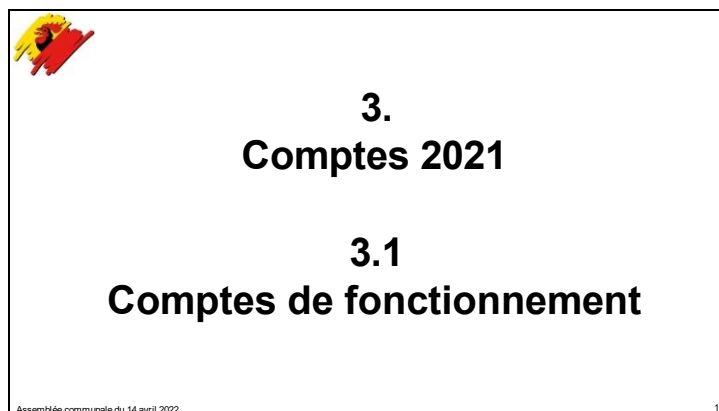 3.
Comptes 2021
3.1
Comptes de fonctionnement
Assemblée communale du 14 avril 2022
1